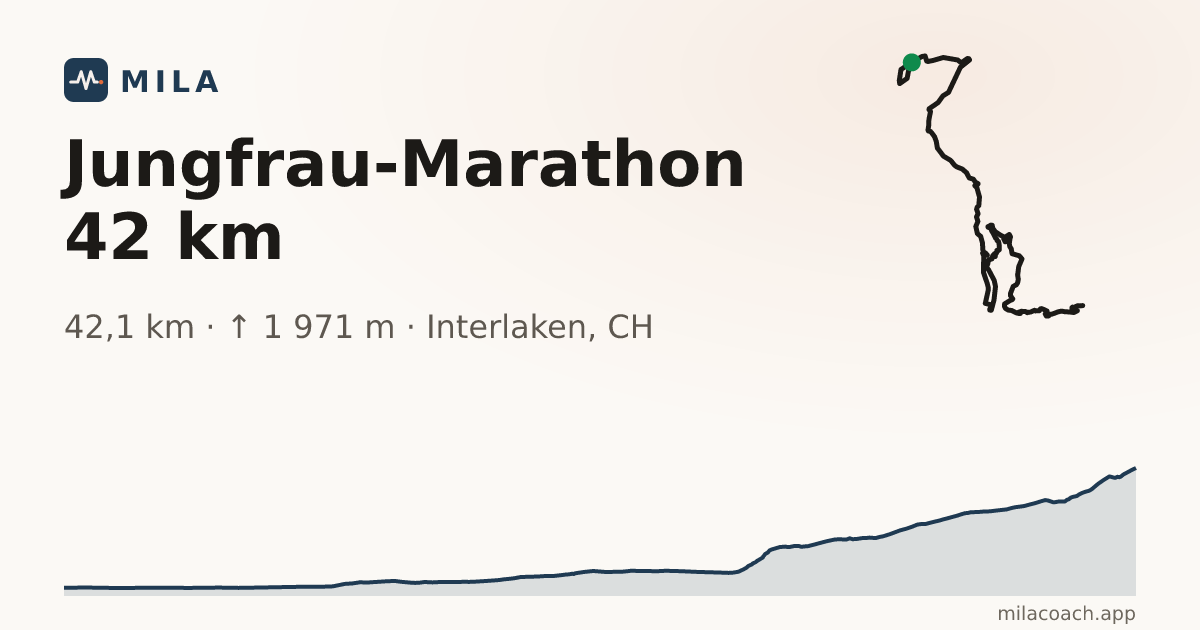 MILA
Jungfrau-Marathon
42 km
42,1 km · ↑ 1 971 m · Interlaken, CH
milacoach.app